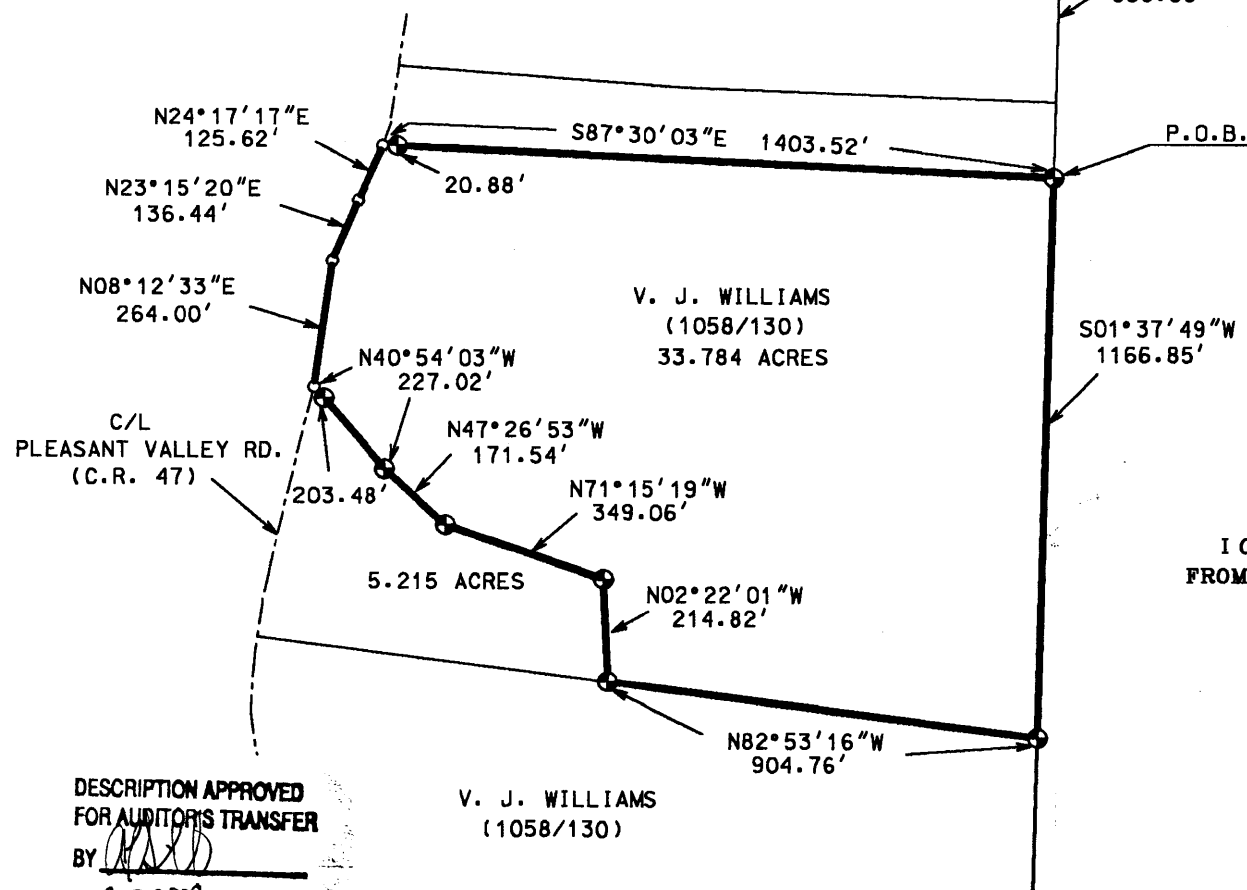 N24°17'17"E
125.62'
S87°30'03"E 1403.52'
P.O.B.
20.88'
N23°15'20"E
136.44'
N08°12'33"E
264.00'
V. J. WILLIAMS
(1058/130)
33.784 ACRES
S01°37'49"W
1166.85'
N40°54'03"W
227.02'
C/L
PLEASANT VALLEY RD.
(C.R. 47)
N47°26'53"W
171.54'
203.48'
N71°15'19"W
349.06'
5.215 ACRES
I
FROM
N02°22'01"W
214.82'
N82°53'16"W
904.76'
DESCRIPTION APPROVED
FOR AUDITOR'S TRANSFER
BY
V. J. WILLIAMS
(1058/130)